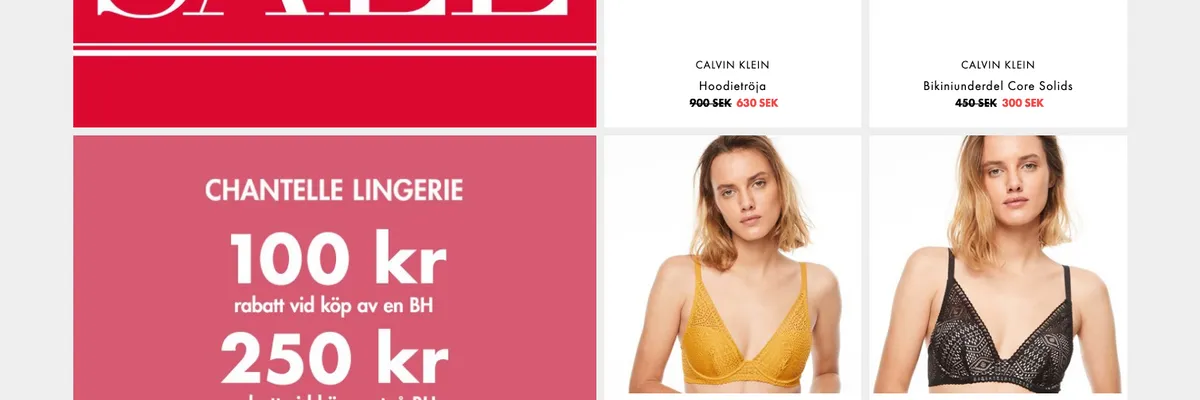 SALE
CALVIN KLEIN
Hoodietröja
900 SEK 630 SEK
CALVIN KLEIN
Bikiniunderdel Core Solids
450 SEK 300 SEK
CHANTELLE LINGERIE
100 kr
rabatt vid köp av en BH
250 kr